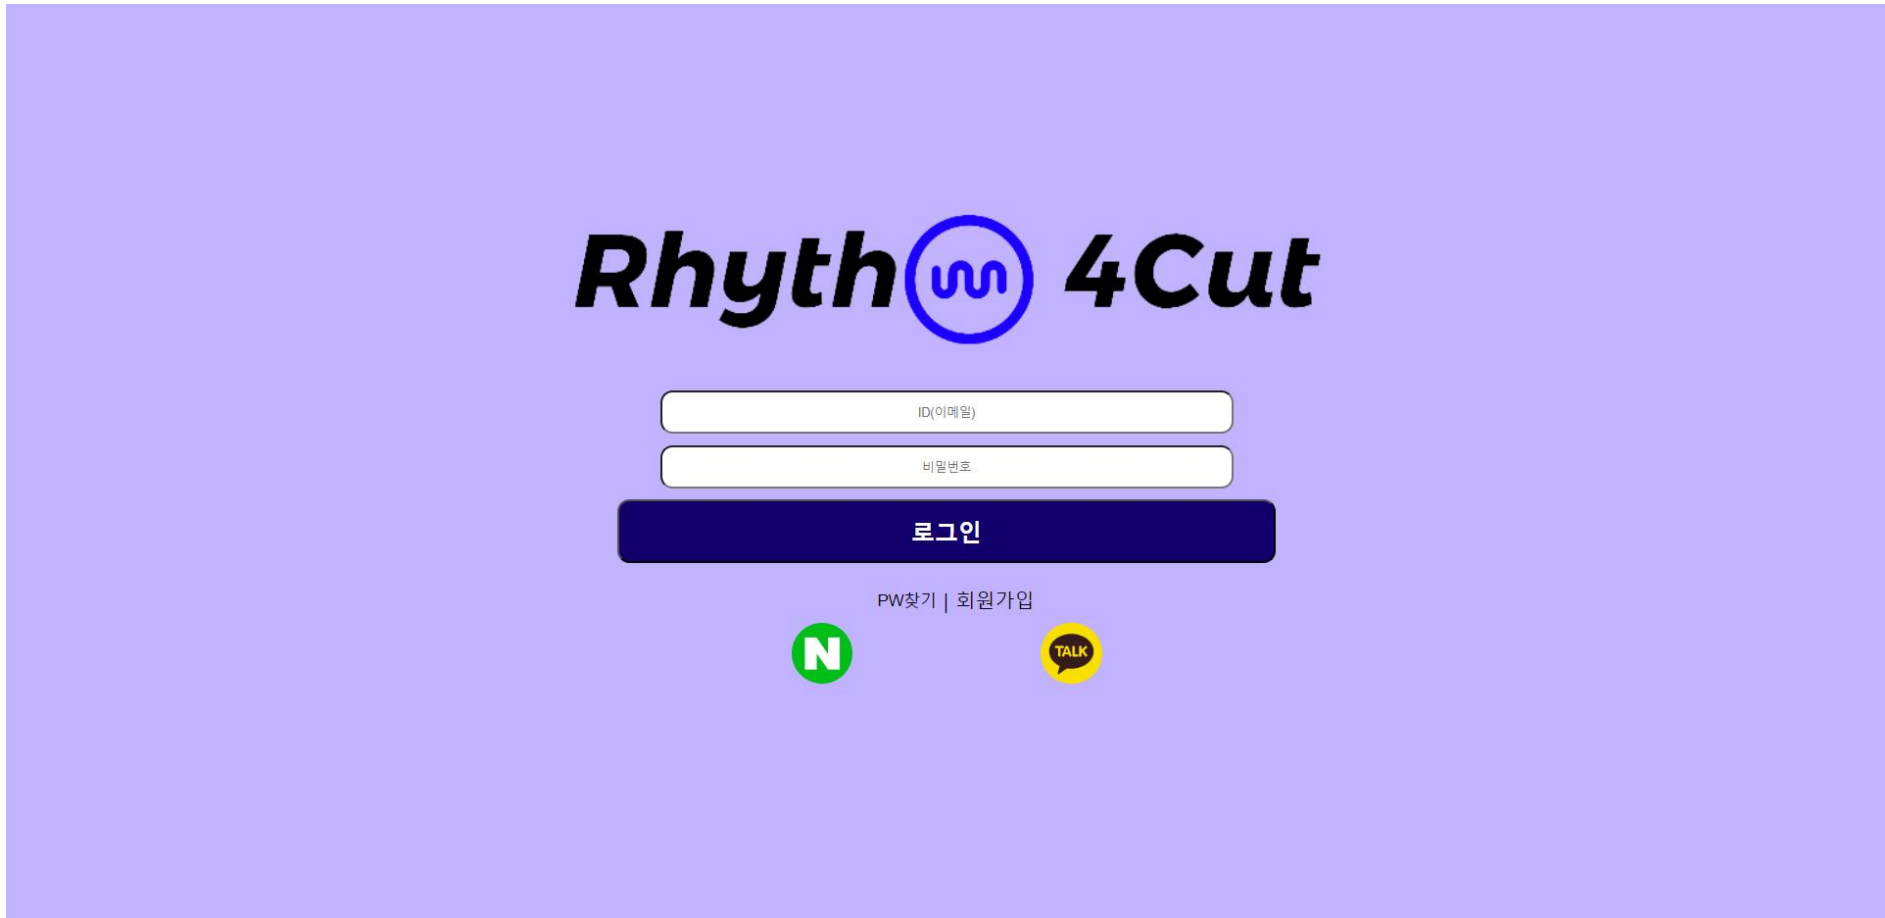 Rhythm 4Cut
ID(이메일)
비밀번호
로그인
PW찾기 | 회원가입
N TALK